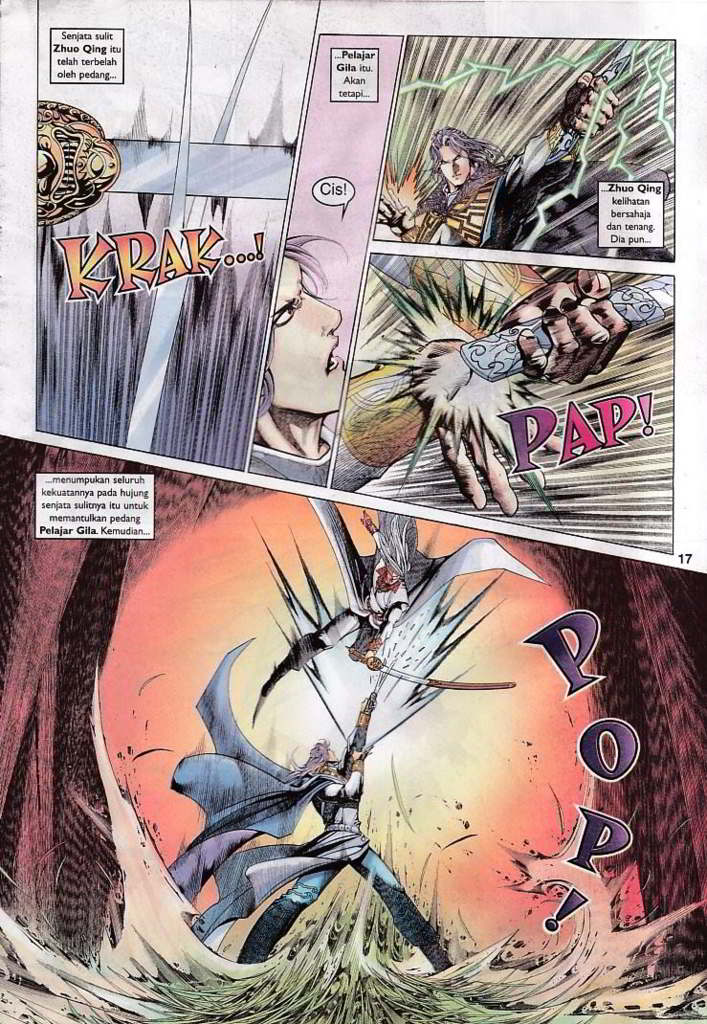 Senjata sulit
Zhuo Qing itu
telah terbelah
oleh pedang...
KRAK...!
...Pelajar
Gila itu.
Akan
tetapi...
Cis!
...Zhuo Qing
kelihatan
bersahaja
dan tenang.
Dia pun...
PAP!
...menumpukan seluruh
kekuatannya pada hujung
senjata sulitnya itu untuk
memantulkan pedang
Pelajar Gila. Kemudian...
17
POP!